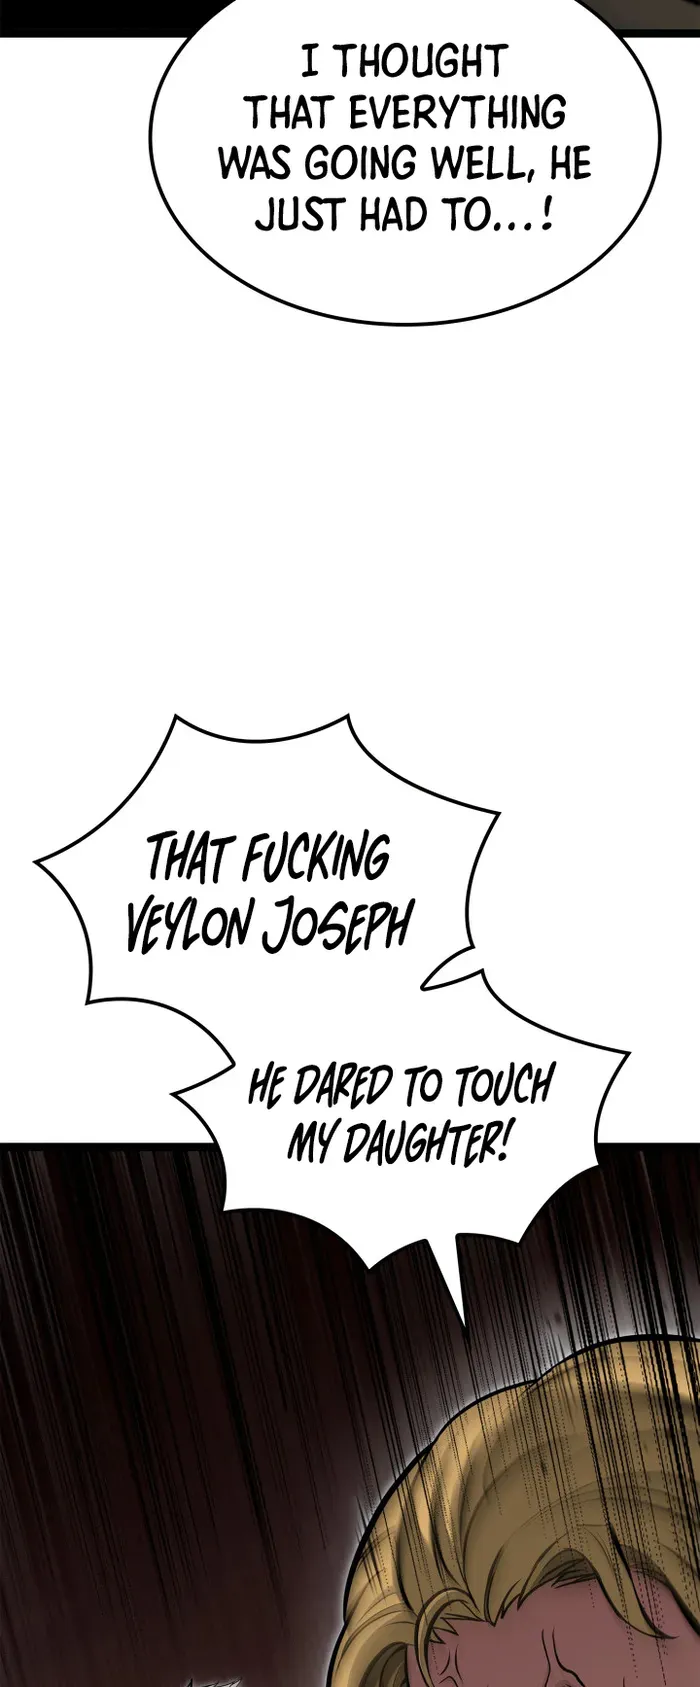 I THOUGHT
THAT EVERYTHING
WAS GOING WELL, HE
JUST HAD TO...!
THAT FUCKING
VEYLON JOSEPH
HE DARED TO TOUCH
MY DAUGHTER!